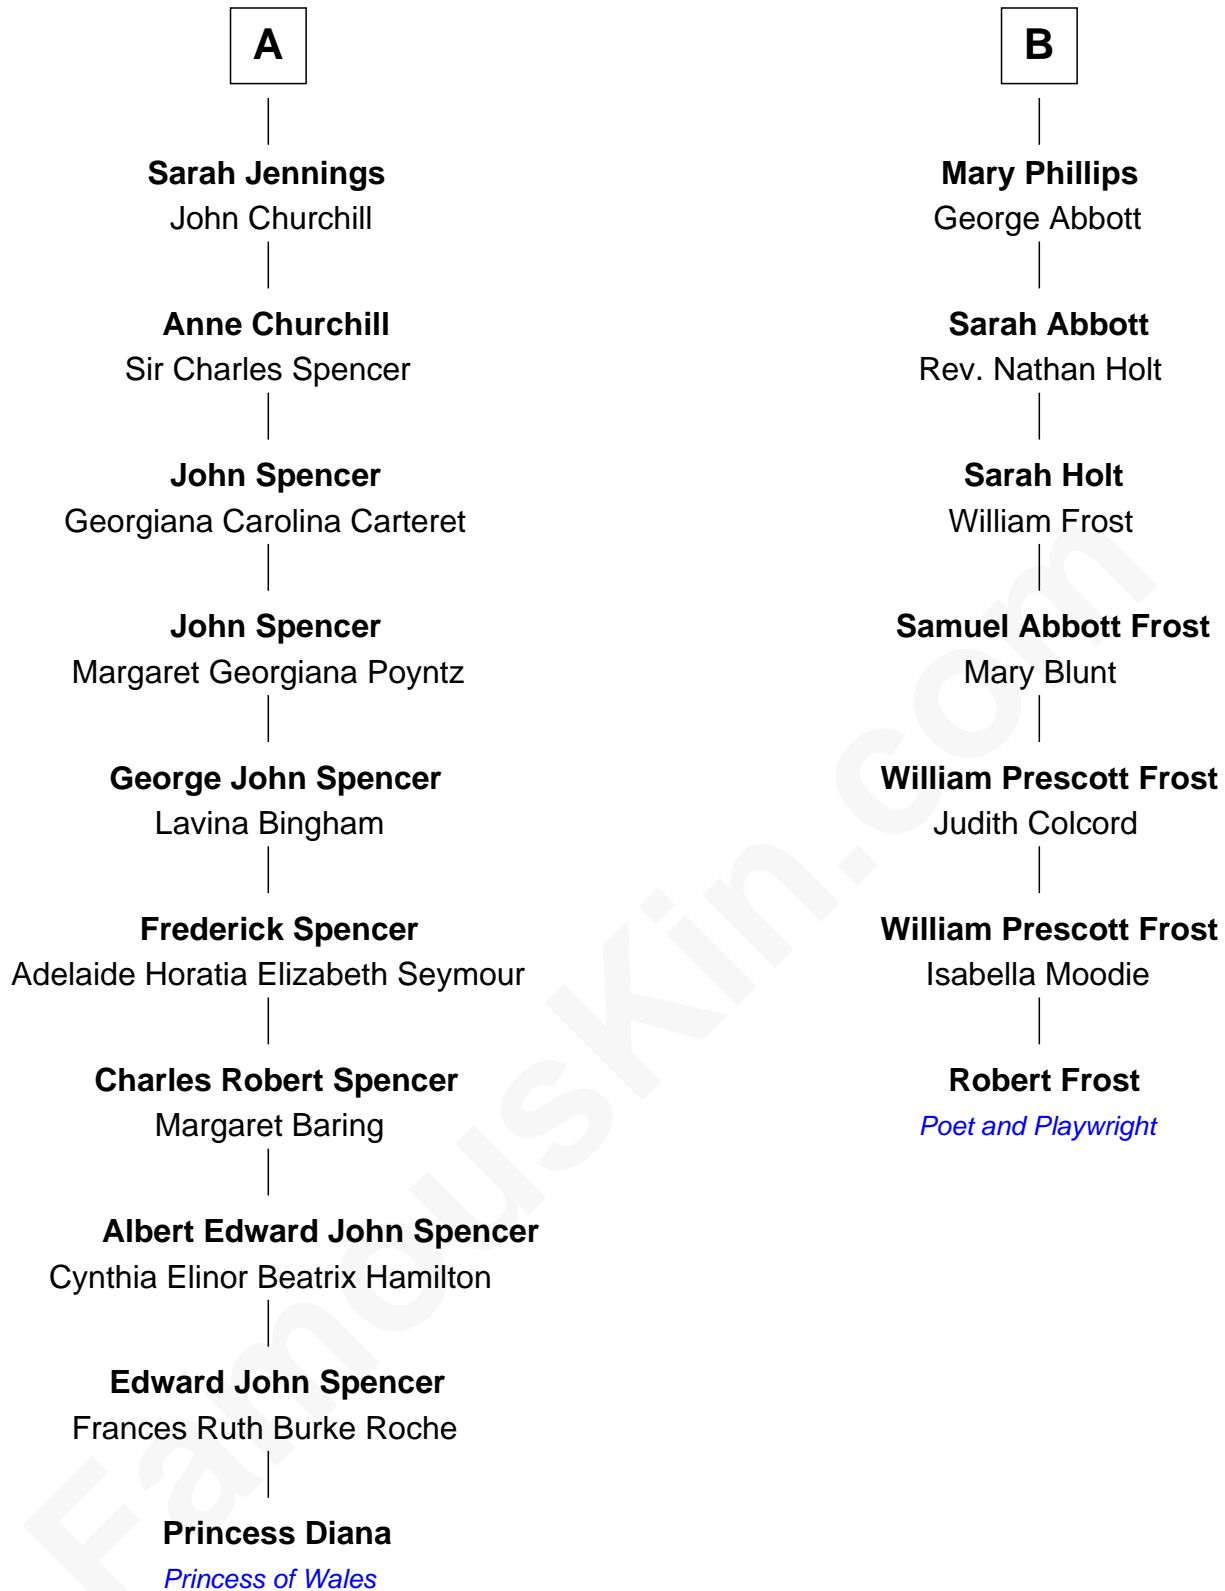 A
Sarah Jennings
John Churchill
Anne Churchill
Sir Charles Spencer
John Spencer
Georgiana Carolina Carteret
John Spencer
Margaret Georgiana Poyntz
George John Spencer
Lavina Bingham
Frederick Spencer
Adelaide Horatia Elizabeth Seymour
Charles Robert Spencer
Margaret Baring
Albert Edward John Spencer
Cynthia Elinor Beatrix Hamilton
Edward John Spencer
Frances Ruth Burke Roche
Princess Diana
Princess of Wales
B
Mary Phillips
George Abbott
Sarah Abbott
Rev. Nathan Holt
Sarah Holt
William Frost
Samuel Abbott Frost
Mary Blunt
William Prescott Frost
Judith Colcord
William Prescott Frost
Isabella Moodie
Robert Frost
Poet and Playwright
FamousKin.com